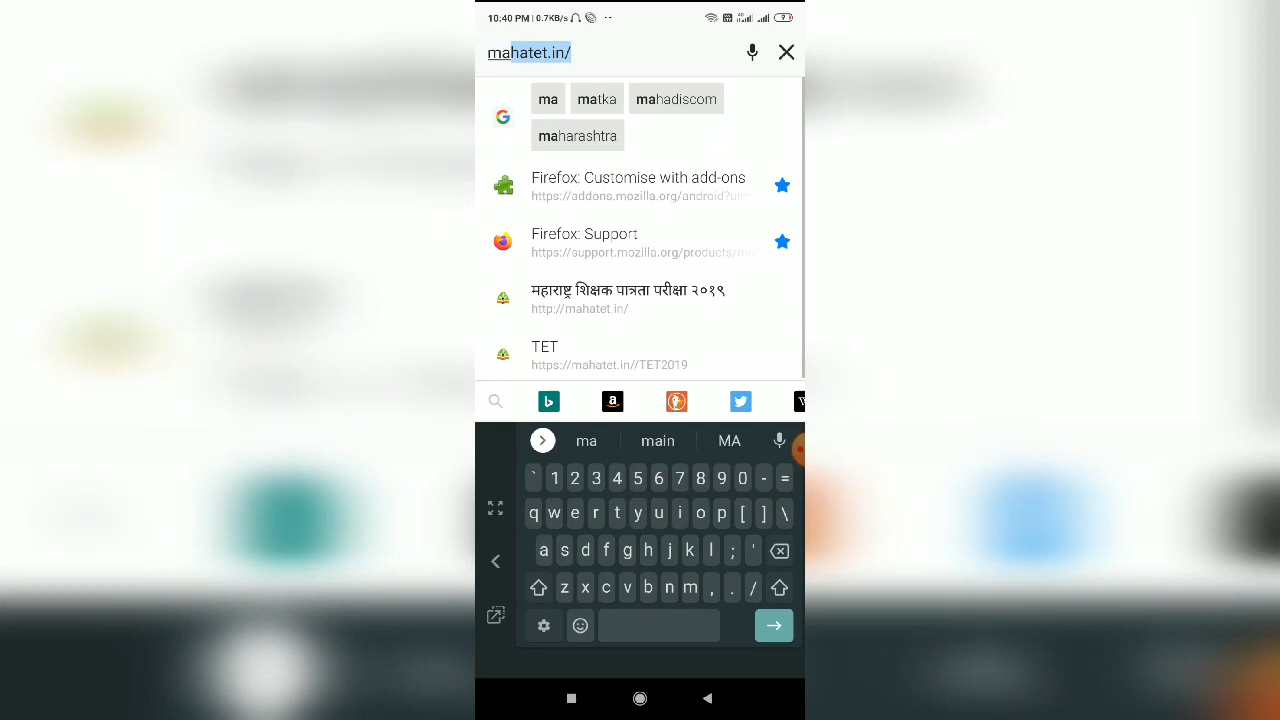 10:40 PM | 0.7KB/s
9
mahatet.in/
ma matka mahadiscom
maharashtra
Firefox: Customise with add-ons
https://addons.mozilla.org/android?utm
Firefox: Support
https://support.mozilla.org/products/mo
महाराष्ट्र शिक्षक पात्रता परीक्षा २०१९
http://mahatet.in/
TET
https://mahatet.in//TET2019
ma main MA
` 1 2 3 4 5 6 7 8 9 0 - =
q w e r t y u i o p [ ] \
a s d f g h j k l ; '
z x c v b n m , . /